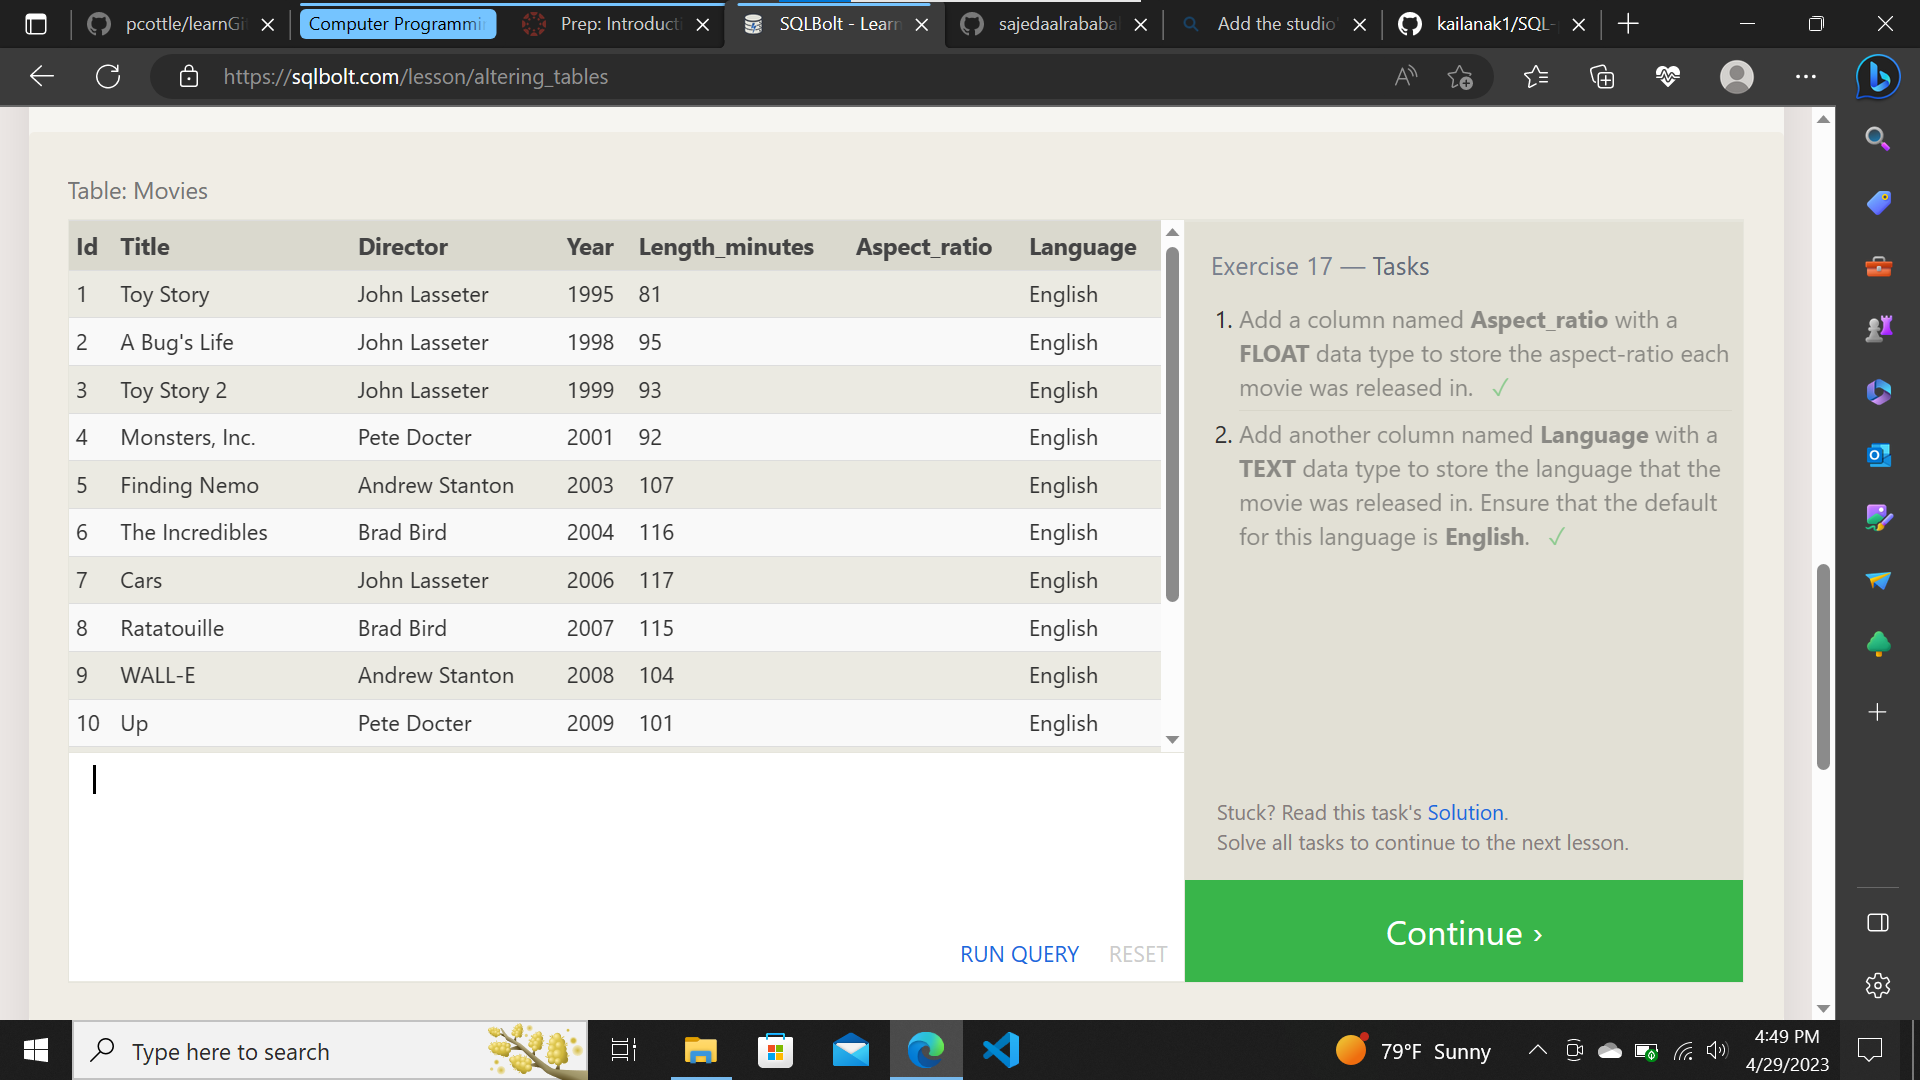 pcottle/learnGi
Computer Programmi
Prep: Introducti
SQLBolt - Learn
sajedaalrababal
Add the studio'
kailanak1/SQL-
https://sqlbolt.com/lesson/altering_tables
Table: Movies
Id Title Director Year Length_minutes Aspect_ratio Language
1 Toy Story John Lasseter 1995 81 English
2 A Bug's Life John Lasseter 1998 95 English
3 Toy Story 2 John Lasseter 1999 93 English
4 Monsters, Inc. Pete Docter 2001 92 English
5 Finding Nemo Andrew Stanton 2003 107 English
6 The Incredibles Brad Bird 2004 116 English
7 Cars John Lasseter 2006 117 English
8 Ratatouille Brad Bird 2007 115 English
9 WALL-E Andrew Stanton 2008 104 English
10 Up Pete Docter 2009 101 English
RUN QUERY RESET
Exercise 17 — Tasks
1. Add a column named Aspect_ratio with a
FLOAT data type to store the aspect-ratio each
movie was released in. ✓
2. Add another column named Language with a
TEXT data type to store the language that the
movie was released in. Ensure that the default
for this language is English. ✓
Stuck? Read this task's Solution.
Solve all tasks to continue to the next lesson.
Continue ›
Type here to search
79°F Sunny
4:49 PM
4/29/2023